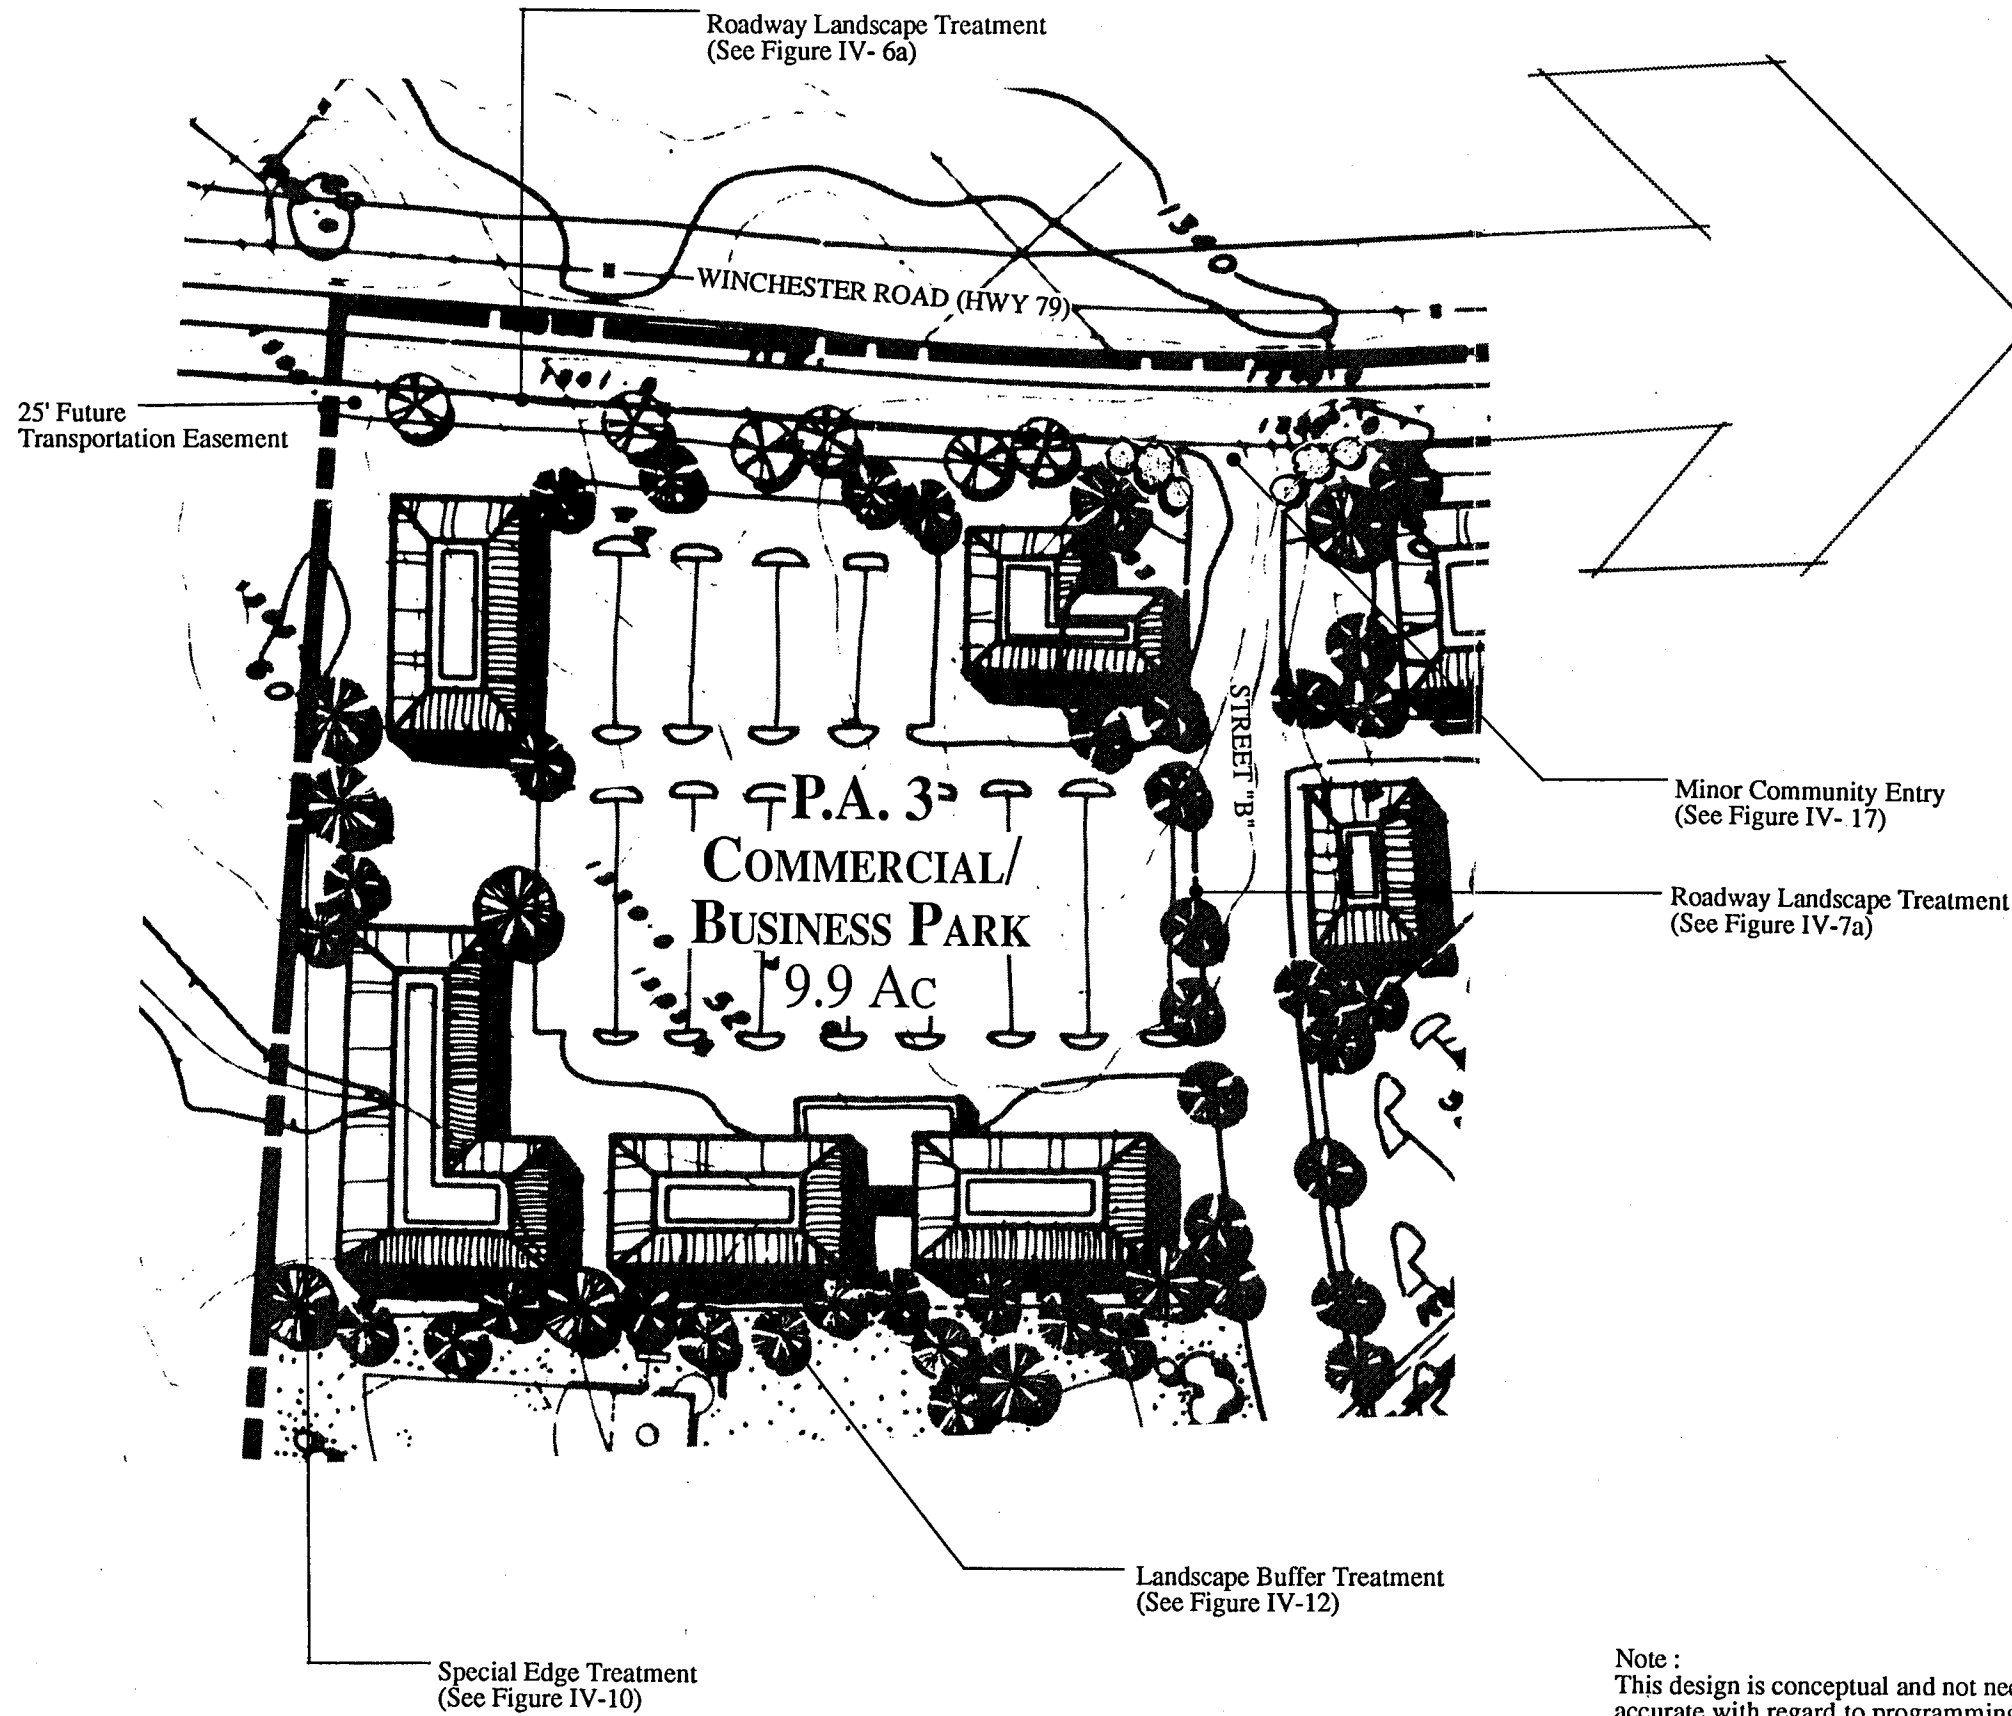 Roadway Landscape Treatment
(See Figure IV- 6a)
WINCHESTER ROAD (HWY 79)
25' Future
Transportation Easement
STREET "B"
P.A. 3
COMMERCIAL/
BUSINESS PARK
9.9 AC
Minor Community Entry
(See Figure IV- 17)
Roadway Landscape Treatment
(See Figure IV-7a)
Landscape Buffer Treatment
(See Figure IV-12)
Special Edge Treatment
(See Figure IV-10)
Note :
This design is conceptual and not
accurate with regard to programming